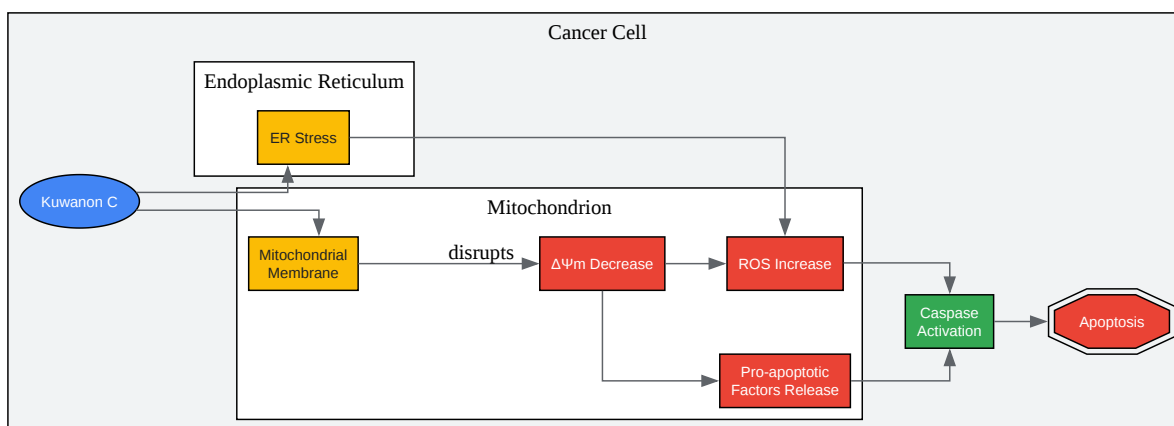 Cancer Cell
Endoplasmic Reticulum
ER Stress
Kuwanon C
Mitochondrion
Mitochondrial
Membrane
disrupts
ΔΨm Decrease
ROS Increase
Caspase
Activation
Apoptosis
Pro-apoptotic
Factors Release